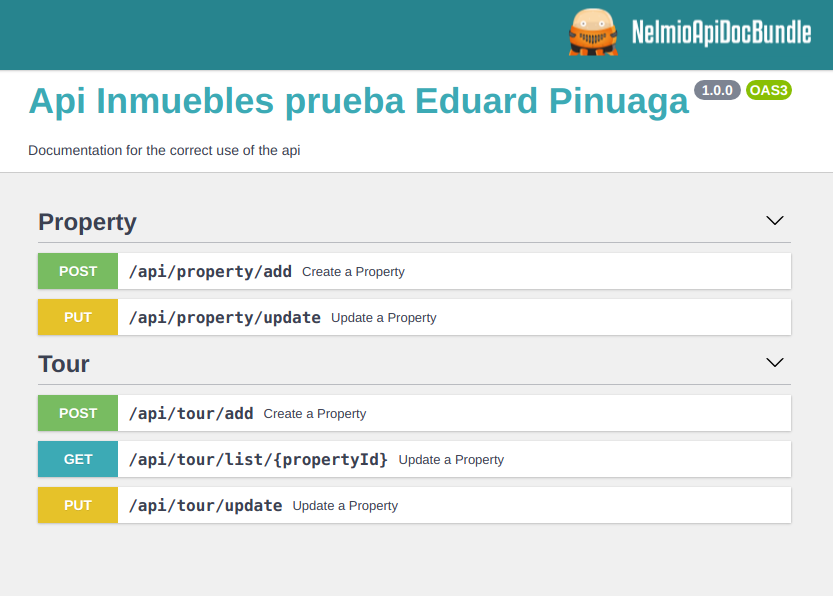 NelmioApiDocBundle
Api Inmuebles prueba Eduard Pinuaga 1.0.0 OAS3
Documentation for the correct use of the api
Property
POST /api/property/add Create a Property
PUT /api/property/update Update a Property
Tour
POST /api/tour/add Create a Property
GET /api/tour/list/{propertyId} Update a Property
PUT /api/tour/update Update a Property